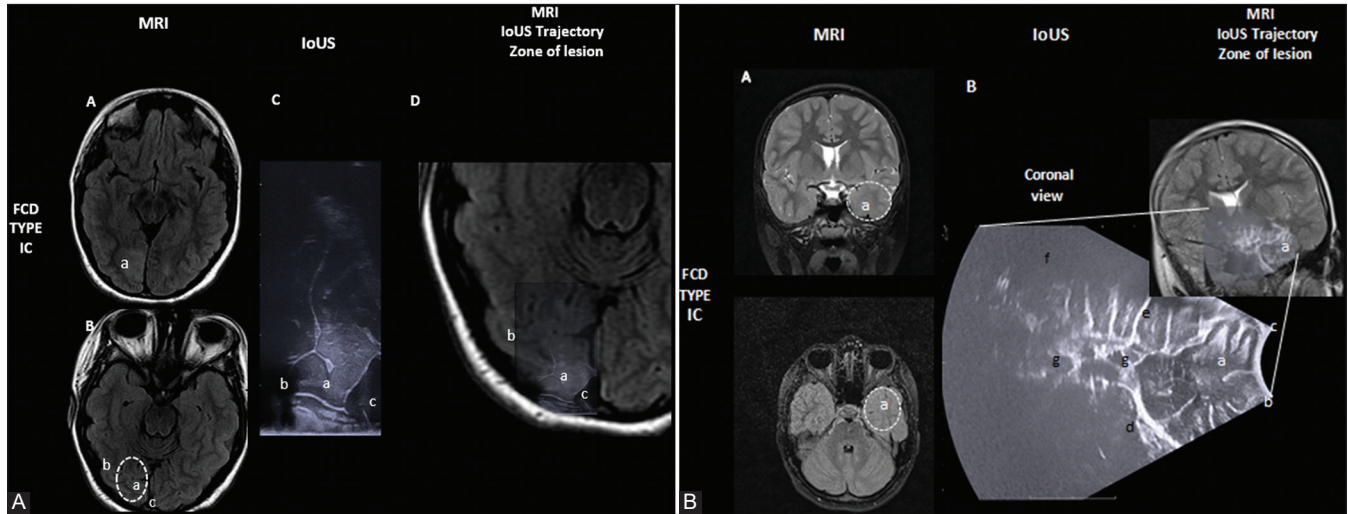 MRI
IoUS
MRI
IoUS Trajectory
Zone of lesion
A
C
D
FCD
TYPE
IC
a
B
b
a
c
b
a
c
b
a
c
A
MRI
IoUS
MRI
IoUS Trajectory
Zone of lesion
A
B
a
Coronal
view
a
FCD
TYPE
IC
a
f
e
g
g
a
c
b
d
B